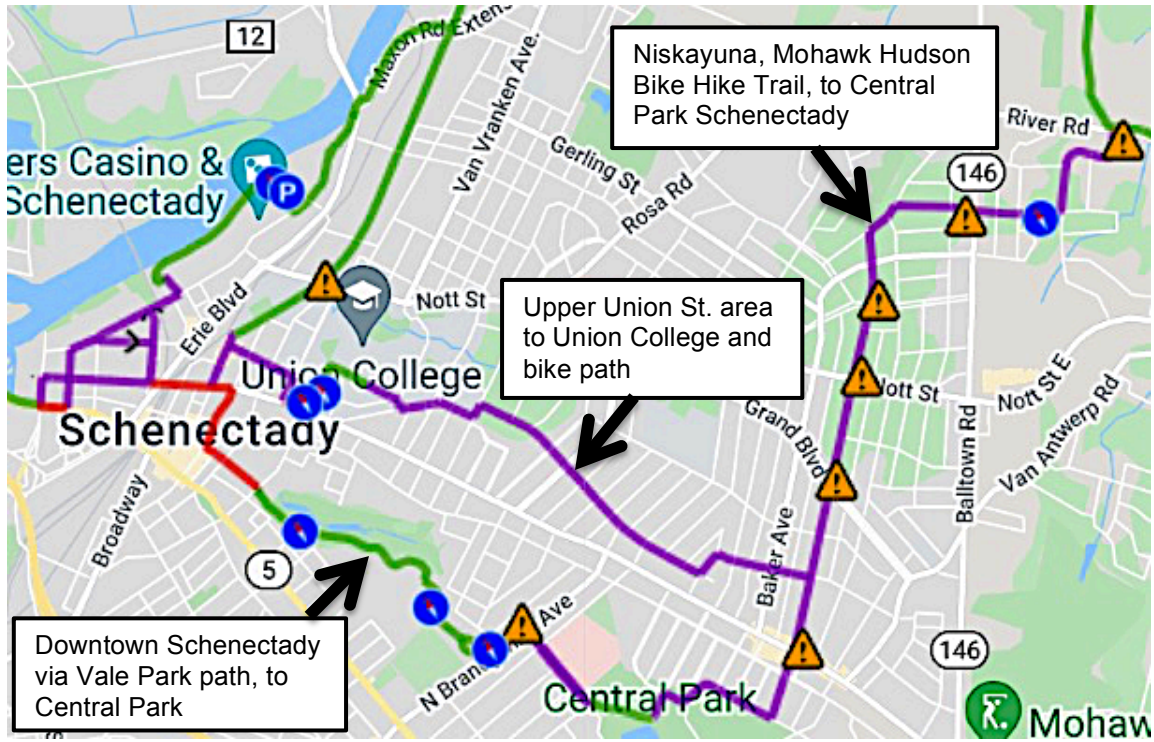 12
Maxon Rd Extens
Van Vranken Ave.
Niskayuna, Mohawk Hudson
Bike Hike Trail, to Central
Park Schenectady
River Rd
ers Casino &
Schenectady
P
Gerling St
Rosa Rd
146
Erie Blvd
Nott St
Upper Union St. area
to Union College and
bike path
Union College
Nott St
Nott St E
Schenectady
Grand Blvd
Balltown Rd
Van Antwerp Rd
Broadway
5
Baker Ave
Ave
N Bran
Downtown Schenectady
via Vale Park path, to
Central Park
146
Central Park
Mohaw